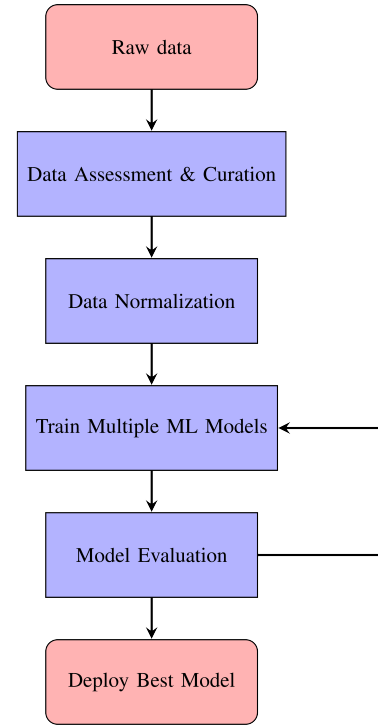 Raw data
Data Assessment & Curation
Data Normalization
Train Multiple ML Models
Model Evaluation
Deploy Best Model